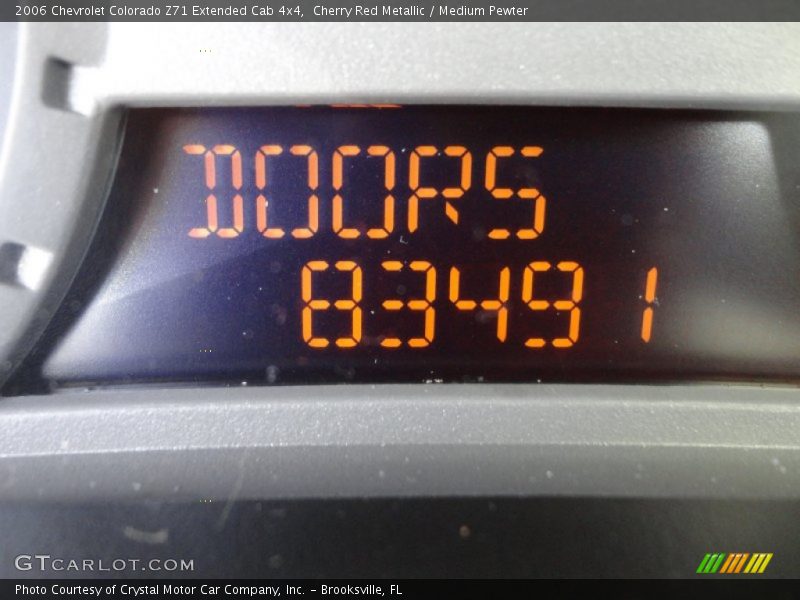 2006 Chevrolet Colorado Z71 Extended Cab 4x4, Cherry Red Metallic / Medium Pewter
DOORS
83491
GTCARLOT.COM
Photo Courtesy of Crystal Motor Car Company, Inc. – Brooksville, FL